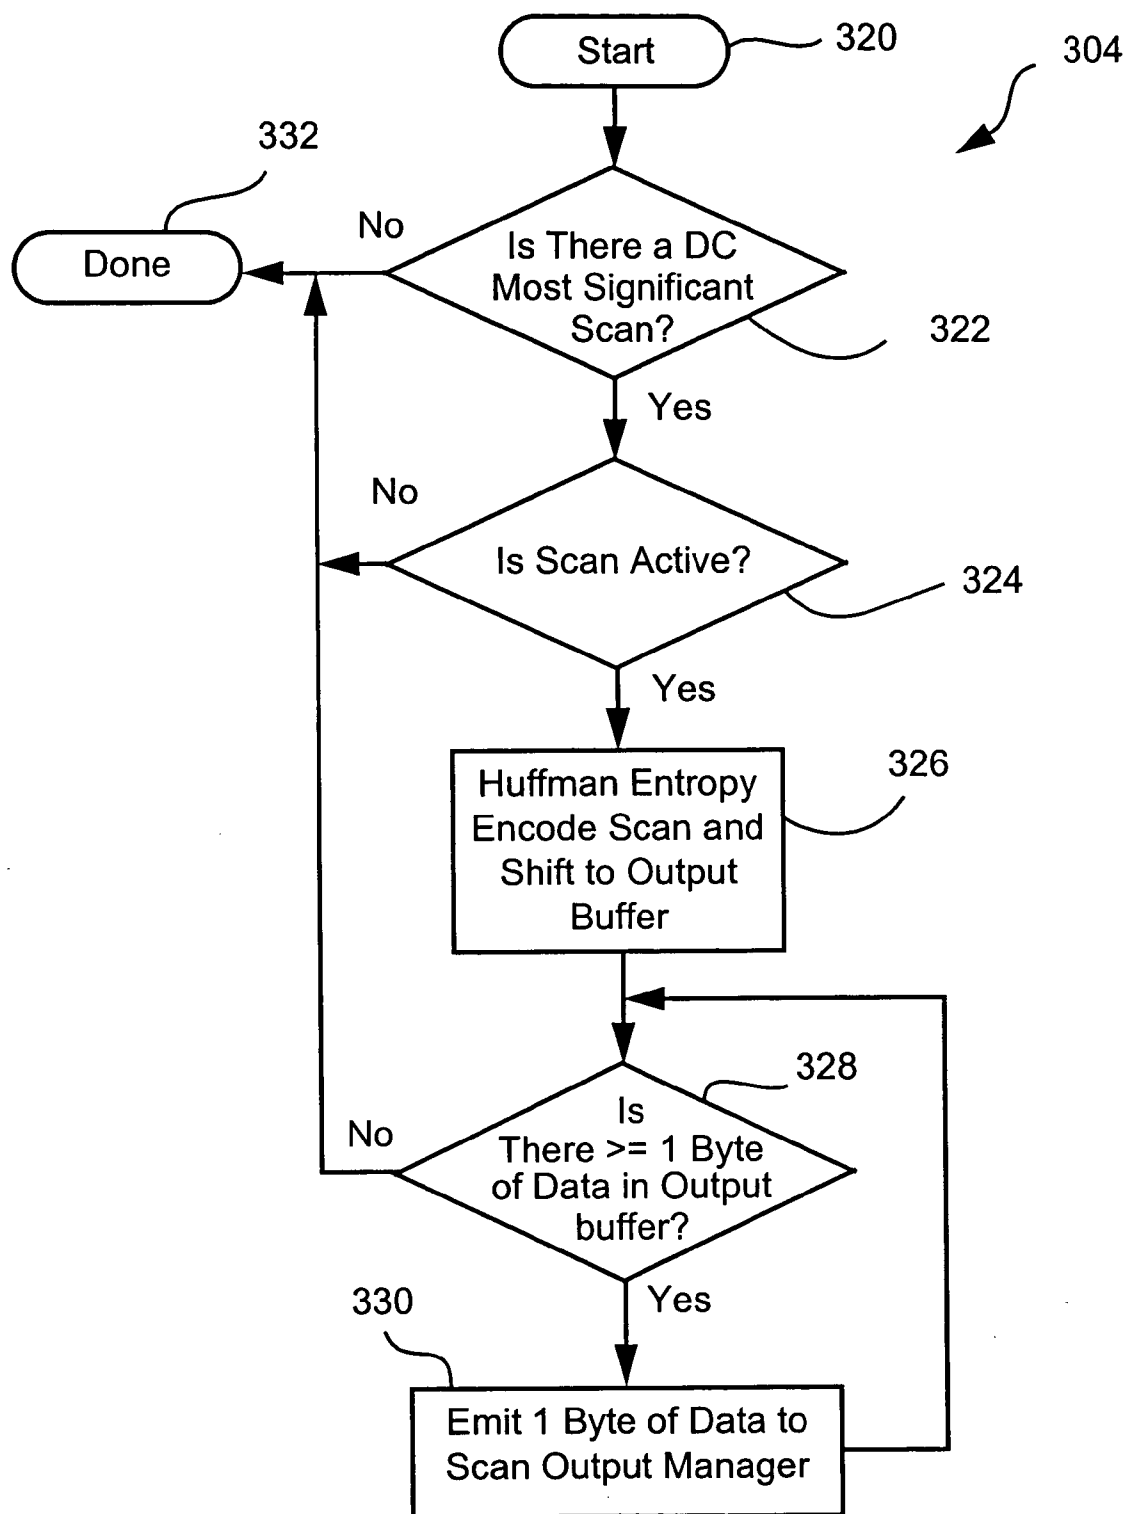 Start
320
304
332
No
Done
Is There a DC
Most Significant
Scan?
322
Yes
No
Is Scan Active?
324
Yes
326
Huffman Entropy
Encode Scan and
Shift to Output
Buffer
328
No
Is
There >= 1 Byte
of Data in Output
buffer?
Yes
330
Emit 1 Byte of Data to
Scan Output Manager